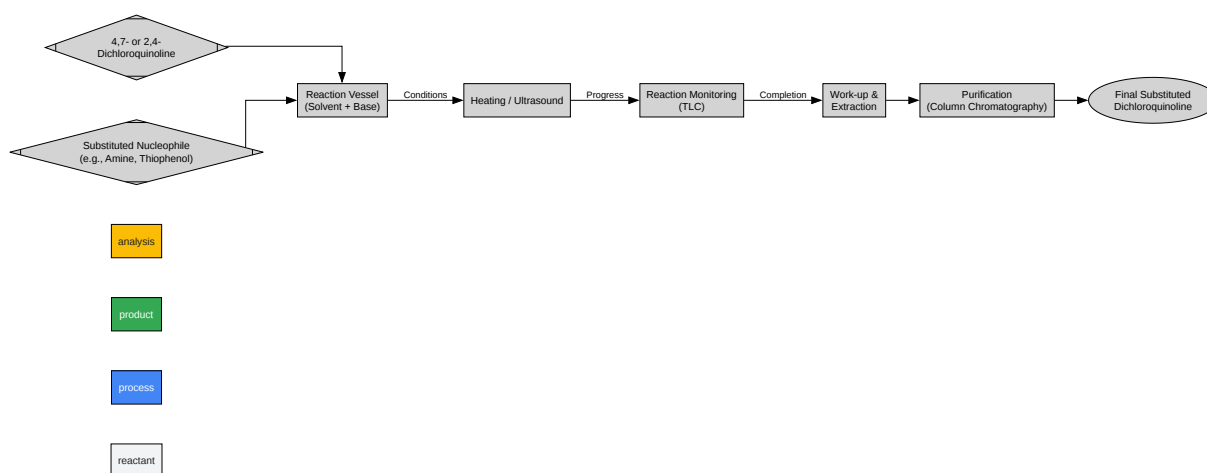 4,7- or 2,4-
Dichloroquinoline
Substituted Nucleophile
(e.g., Amine, Thiophenol)
Reaction Vessel
(Solvent + Base)
Conditions
Heating / Ultrasound
Progress
Reaction Monitoring
(TLC)
Completion
Work-up &
Extraction
Purification
(Column Chromatography)
Final Substituted
Dichloroquinoline
analysis
product
process
reactant